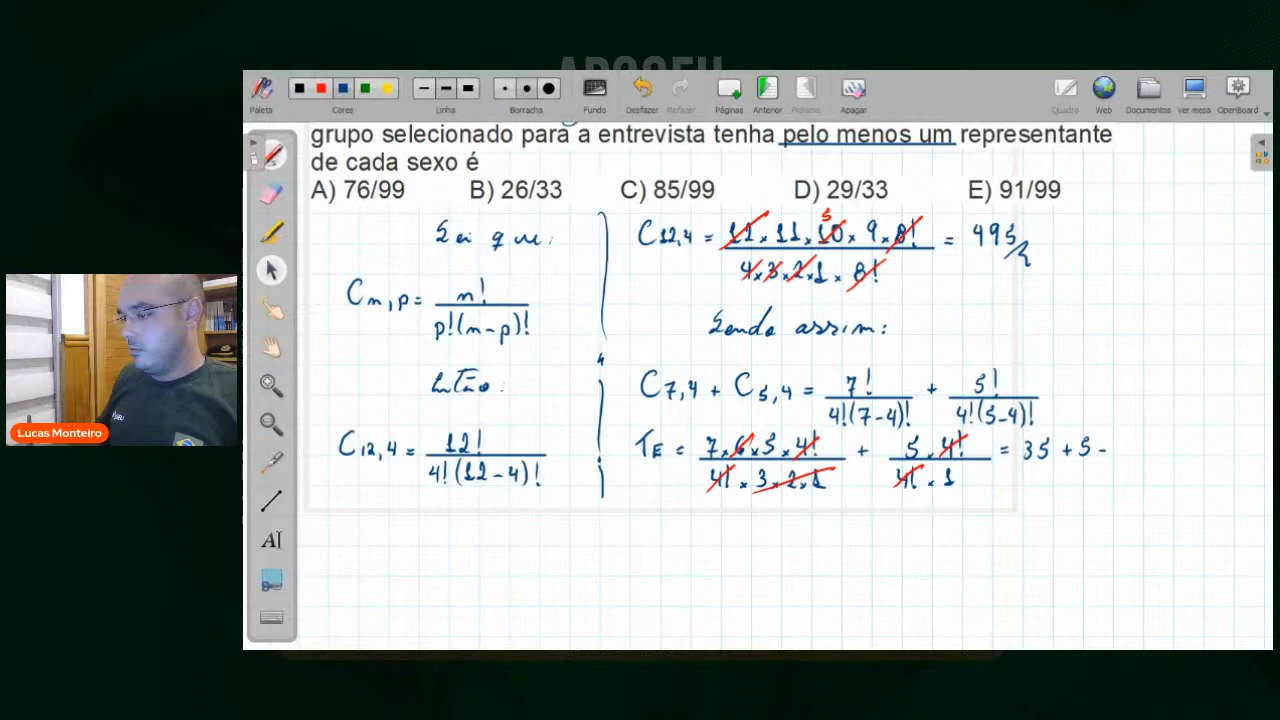 Paleta
Cores
Linha
Borracha
Fundo
Desfazer
Refazer
Páginas
Anterior
Próximo
Apagar
Quadro
Web
Documentos
Ver mesa
OpenBoard
grupo selecionado para a entrevista tenha pelo menos um representante
de cada sexo é
A) 76/99 B) 26/33 C) 85/99 D) 29/33 E) 91/99
Sei que:
Cn,p = n! / p!(n-p)!
Então:
C12,4 = 12! / 4!(12-4)!
C12,4 = 12 x 11 x 10 x 9 x 8! / 4 x 3 x 2 x 1 x 8! = 495
5
Sendo assim:
C7,4 + C5,4 = 7! / 4!(7-4)! + 5! / 4!(5-4)!
TE = 7 x 6 x 5 x 4! / 4! x 3 x 2 x 1 + 5 x 4! / 4! x 1 = 35 + 5 -
Lucas Monteiro